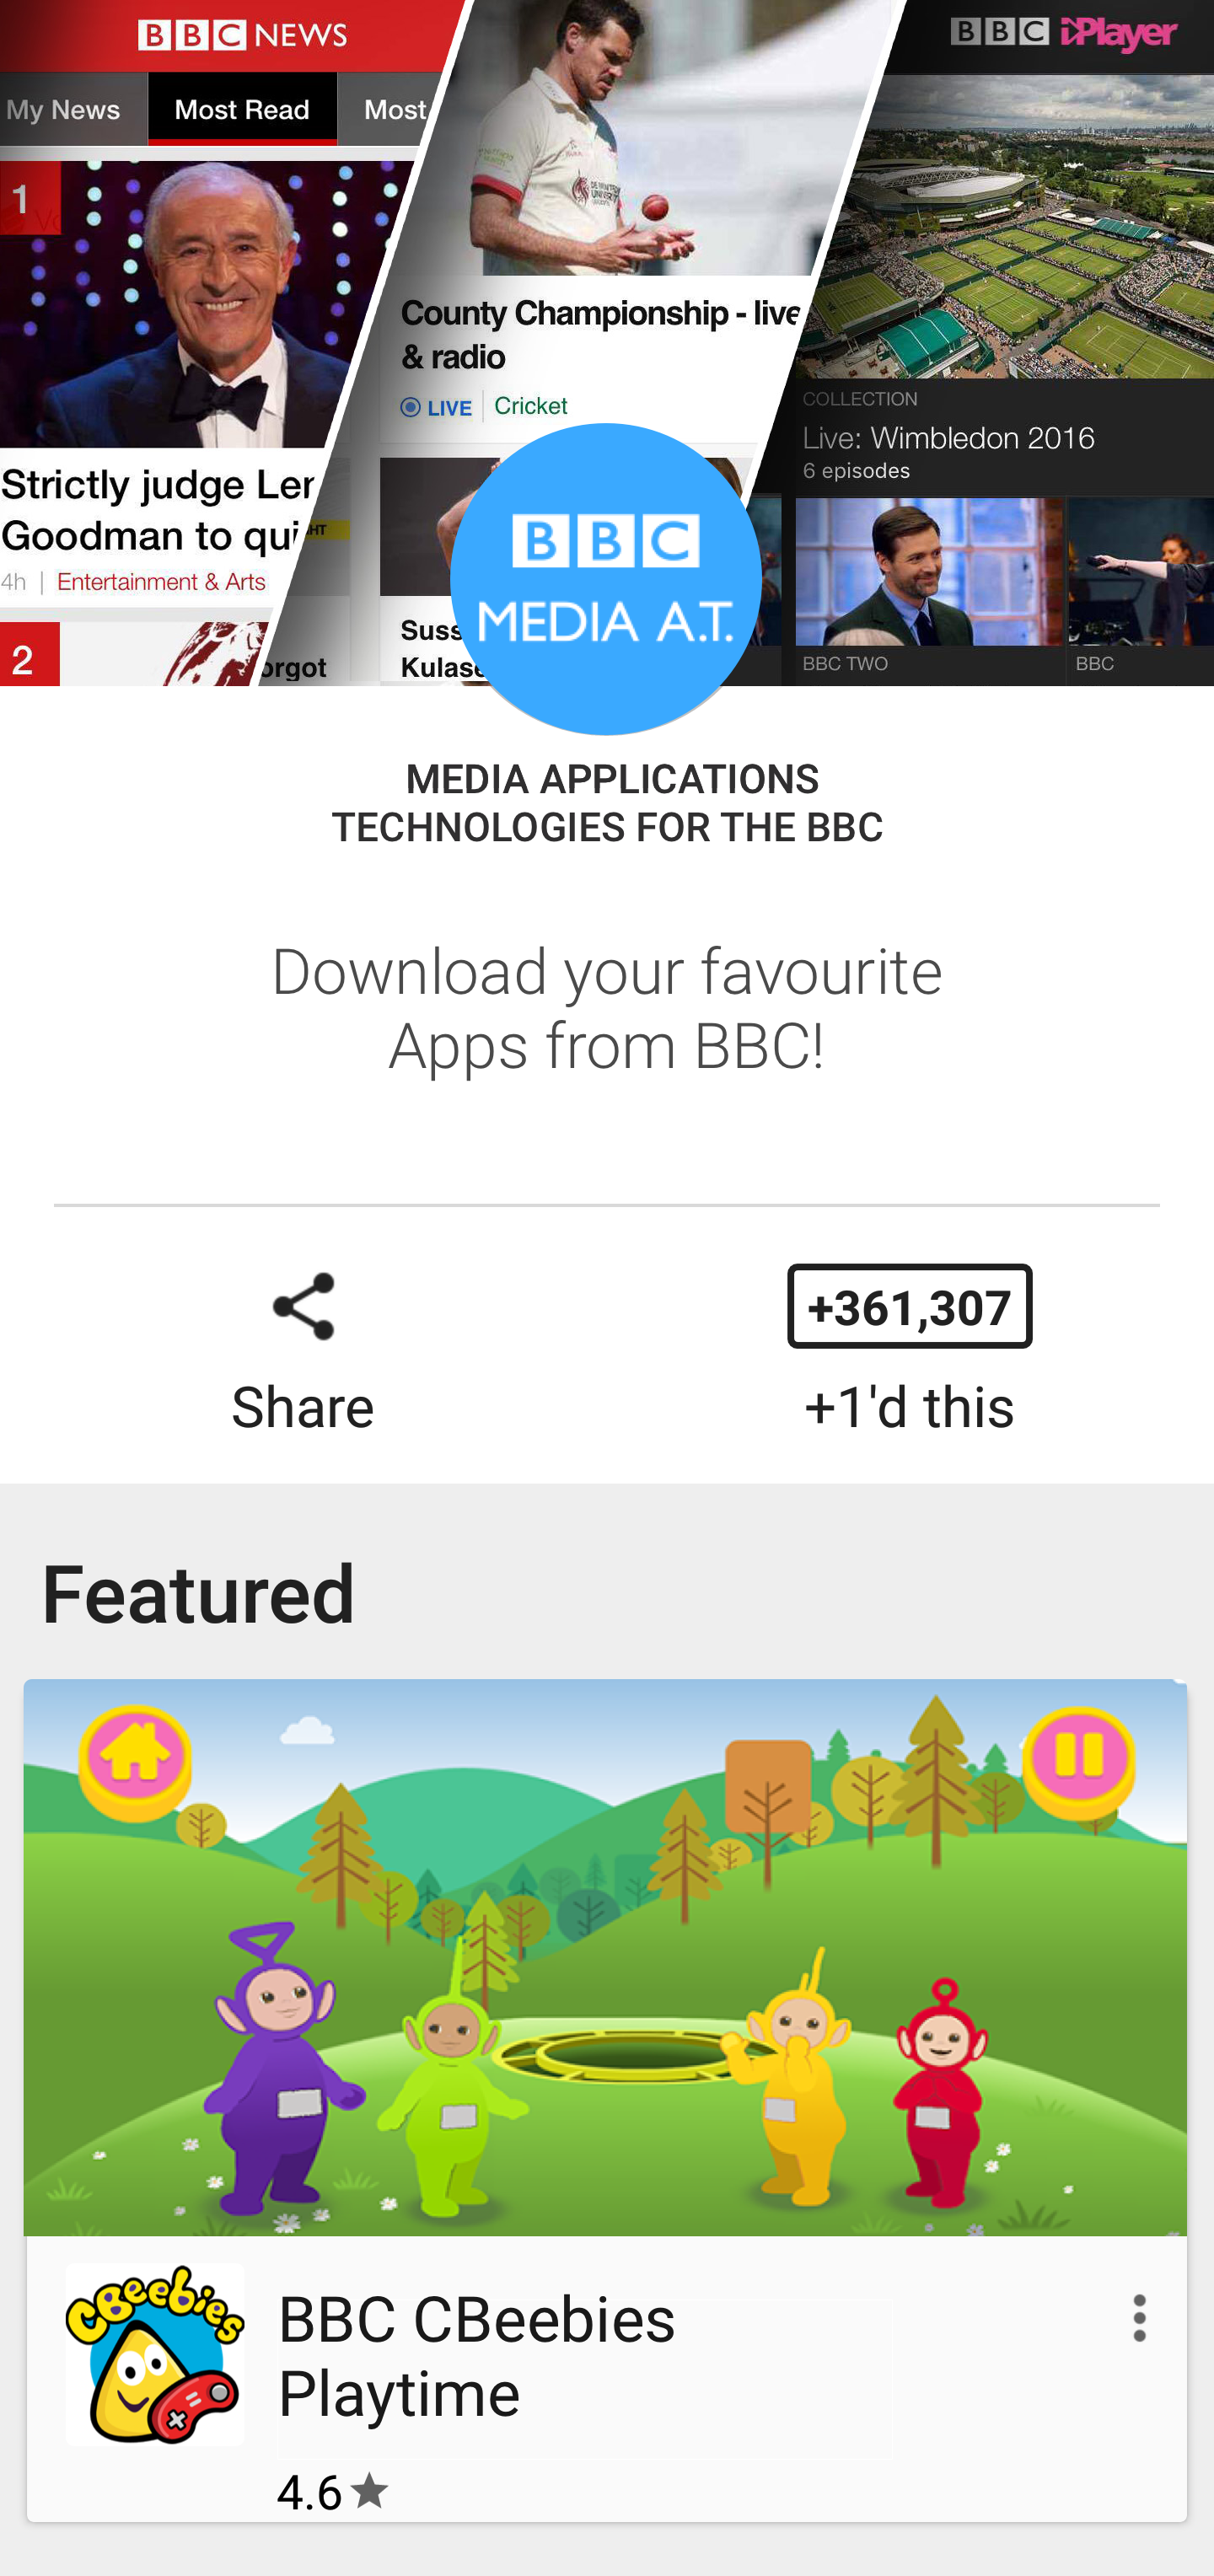 BBC NEWS
My News
Most Read
Most
1
Strictly judge Len
Goodman to qui
4h | Entertainment & Arts
2
orgot
County Championship - live
& radio
LIVE | Cricket
Suss
Kulas
BBC iPlayer
COLLECTION
Live: Wimbledon 2016
6 episodes
BBC TWO
BBC
BBC
MEDIA A.T.
MEDIA APPLICATIONS
TECHNOLOGIES FOR THE BBC
Download your favourite
Apps from BBC!
+361,307
Share
+1'd this
Featured
CBeebies
BBC CBeebies
Playtime
4.6